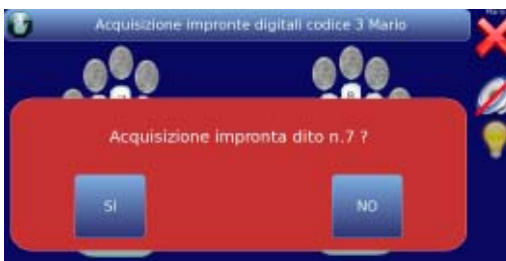 Acquisizione impronte digitali codice 3 Mario
Acquisizione impronta dito n.7 ?
SI
NO